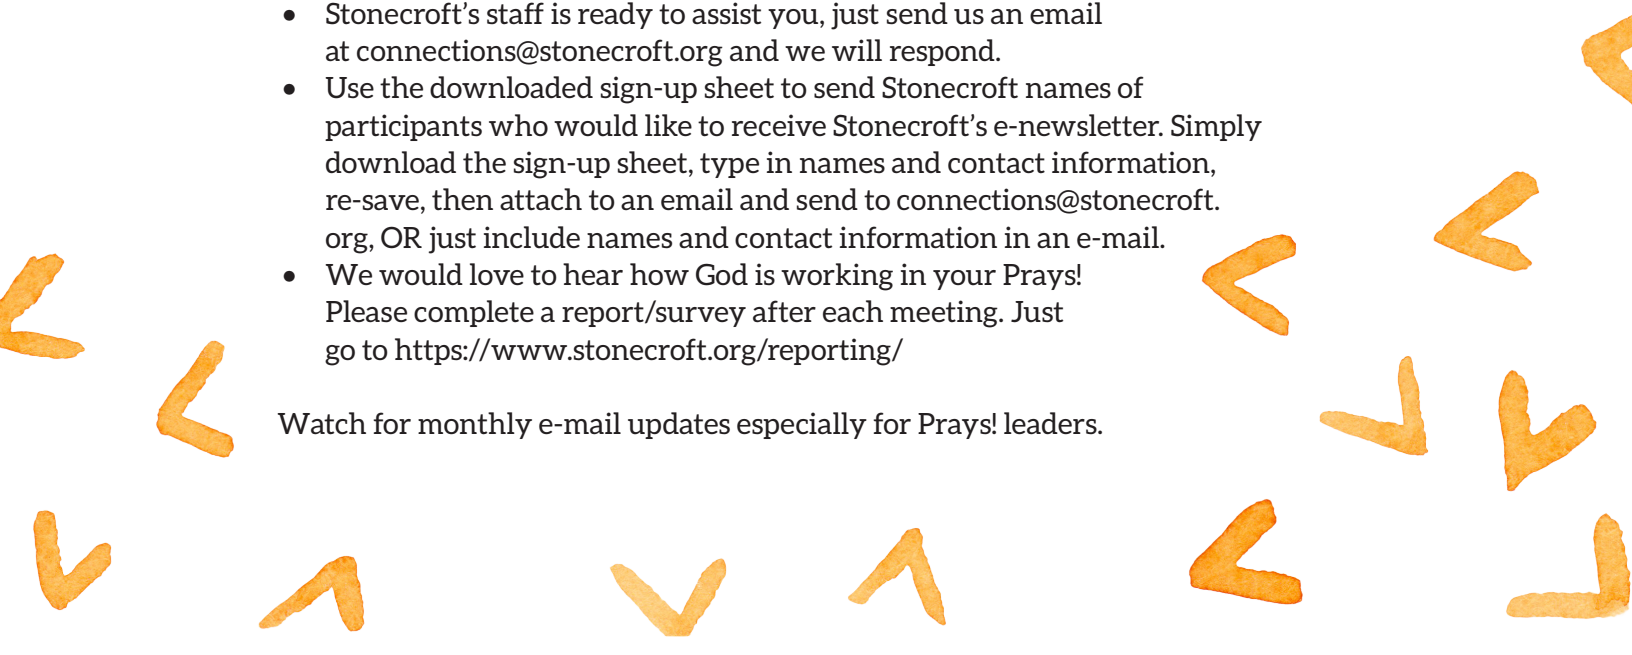 • Stonecroft’s staff is ready to assist you, just send us an email
at connections@stonecroft.org and we will respond.
• Use the downloaded sign-up sheet to send Stonecroft names of
participants who would like to receive Stonecroft’s e-newsletter. Simply
download the sign-up sheet, type in names and contact information,
re-save, then attach to an email and send to connections@stonecroft.
org, OR just include names and contact information in an e-mail.
• We would love to hear how God is working in your Prays!
Please complete a report/survey after each meeting. Just
go to https://www.stonecroft.org/reporting/
Watch for monthly e-mail updates especially for Prays! leaders.